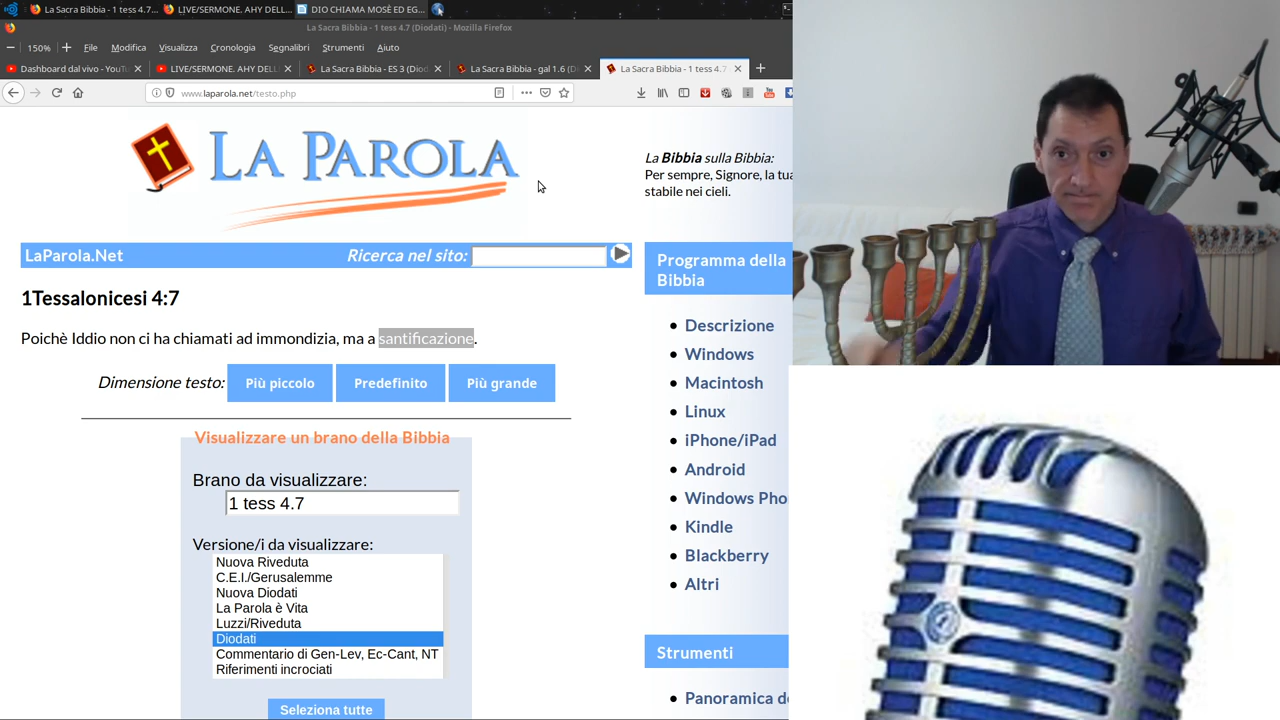 La Sacra Bibbia - 1 tess 4.7...
LIVE/SERMONE. AHY DELL...
DIO CHIAMA MOSÈ ED EG...
La Sacra Bibbia - 1 tess 4.7 (Diodati) - Mozilla Firefox
150%
File
Modifica
Visualizza
Cronologia
Segnalibri
Strumenti
Aiuto
Dashboard dal vivo - YouT
LIVE/SERMONE. AHY DELL
La Sacra Bibbia - ES 3 (Diod
La Sacra Bibbia - gal 1.6 (D
La Sacra Bibbia - 1 tess 4.7
www.laparola.net/testo.php
LA PAROLA
La Bibbia sulla Bibbia:
Per sempre, Signore, la tua
stabile nei cieli.
LaParola.Net
Ricerca nel sito:
1Tessalonicesi 4:7
Poichè Iddio non ci ha chiamati ad immondizia, ma a santificazione.
Dimensione testo:
Più piccolo
Predefinito
Più grande
Visualizzare un brano della Bibbia
Brano da visualizzare:
1 tess 4.7
Versione/i da visualizzare:
Nuova Riveduta
C.E.I./Gerusalemme
Nuova Diodati
La Parola è Vita
Luzzi/Riveduta
Diodati
Commentario di Gen-Lev, Ec-Cant, NT
Riferimenti incrociati
Seleziona tutte
Programma della
Bibbia
Descrizione
Windows
Macintosh
Linux
iPhone/iPad
Android
Windows Pho
Kindle
Blackberry
Altri
Strumenti
Panoramica de